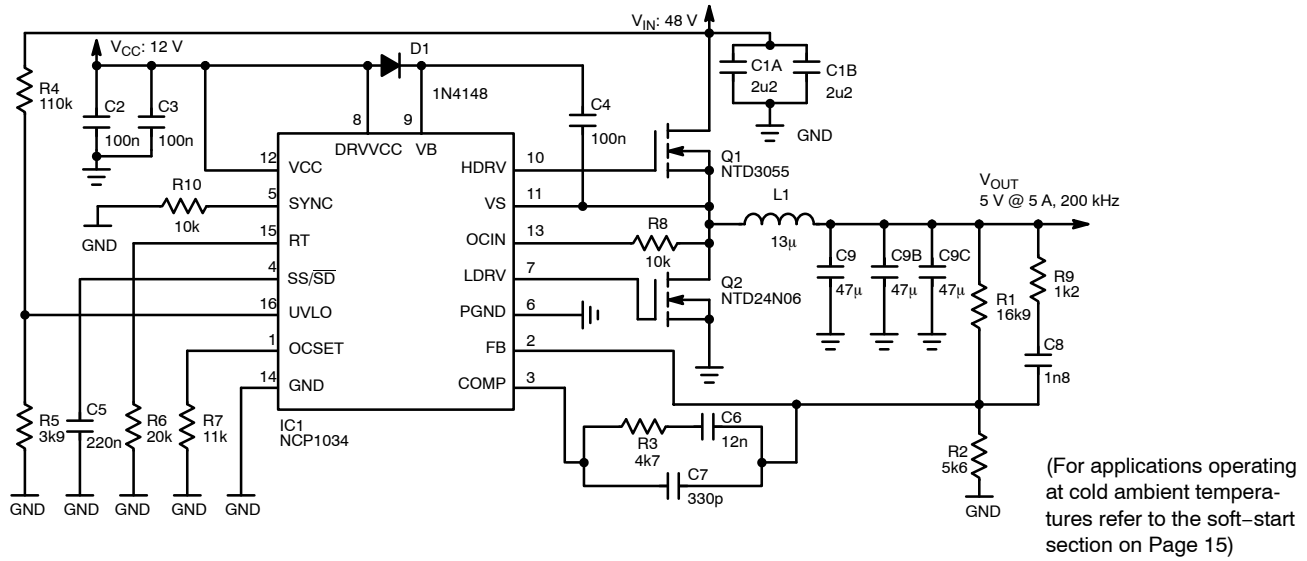 V_IN: 48 V
V_CC: 12 V
D1
1N4148
R4
110k
C2
100n
C3
100n
C4
100n
C1A
2u2
C1B
2u2
GND
8
9
DRVVCC
VB
12
VCC
HDRV
10
Q1
NTD3055
R10
10k
GND
5
SYNC
VS
11
15
RT
OCIN
13
R8
10k
L1
13μ
V_OUT
5 V @ 5 A, 200 kHz
4
SS/S̅D̅
LDRV
7
Q2
NTD24N06
C9
47μ
C9B
47μ
C9C
47μ
R1
16k9
R9
1k2
16
UVLO
PGND
6
1
OCSET
FB
2
C8
1n8
14
GND
COMP
3
IC1
NCP1034
R5
3k9
C5
220n
R6
20k
R7
11k
R3
4k7
C6
12n
C7
330p
R2
5k6
GND
GND
GND
GND
GND
GND
(For applications operating
at cold ambient tempera-
tures refer to the soft−start
section on Page 15)